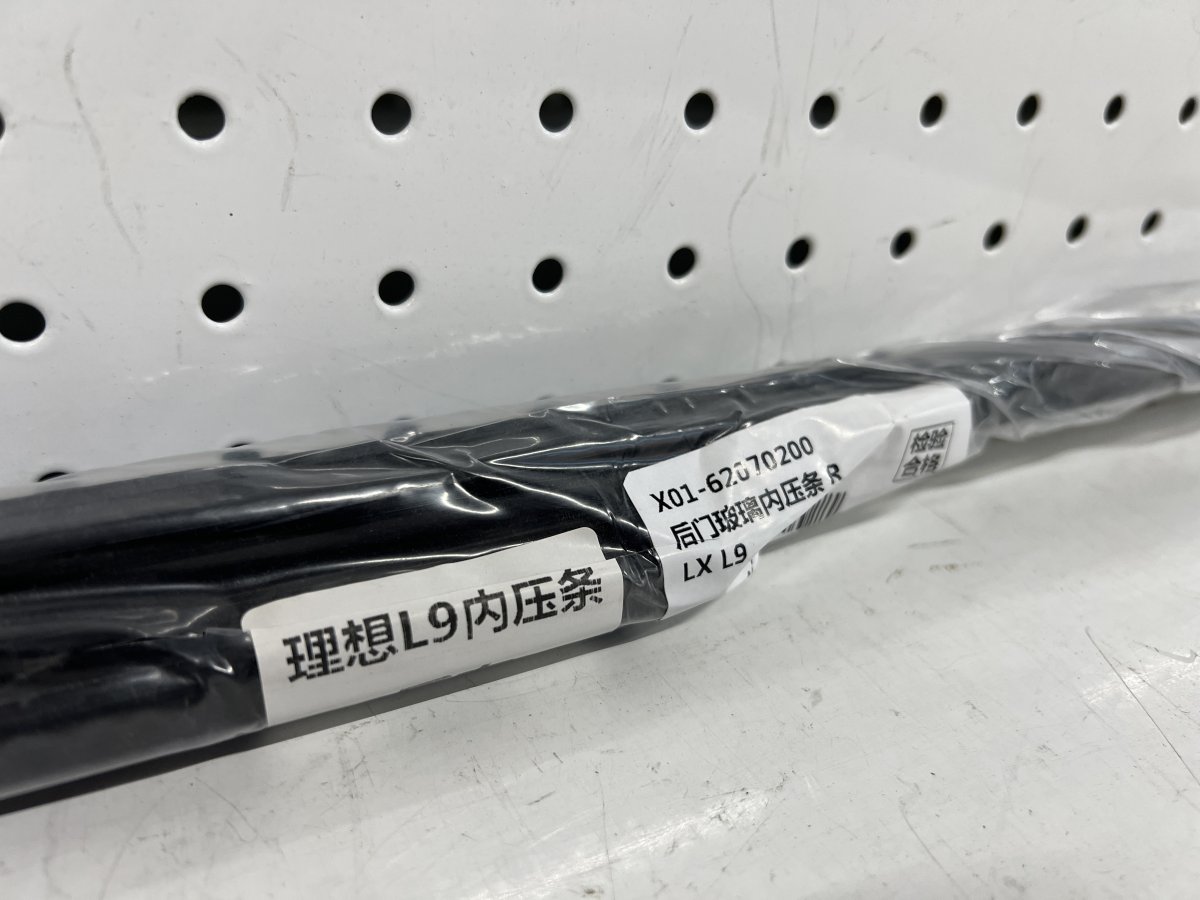 X01-62070200
后门玻璃内压条 R
LX L9
检验
合格
理想L9内压条